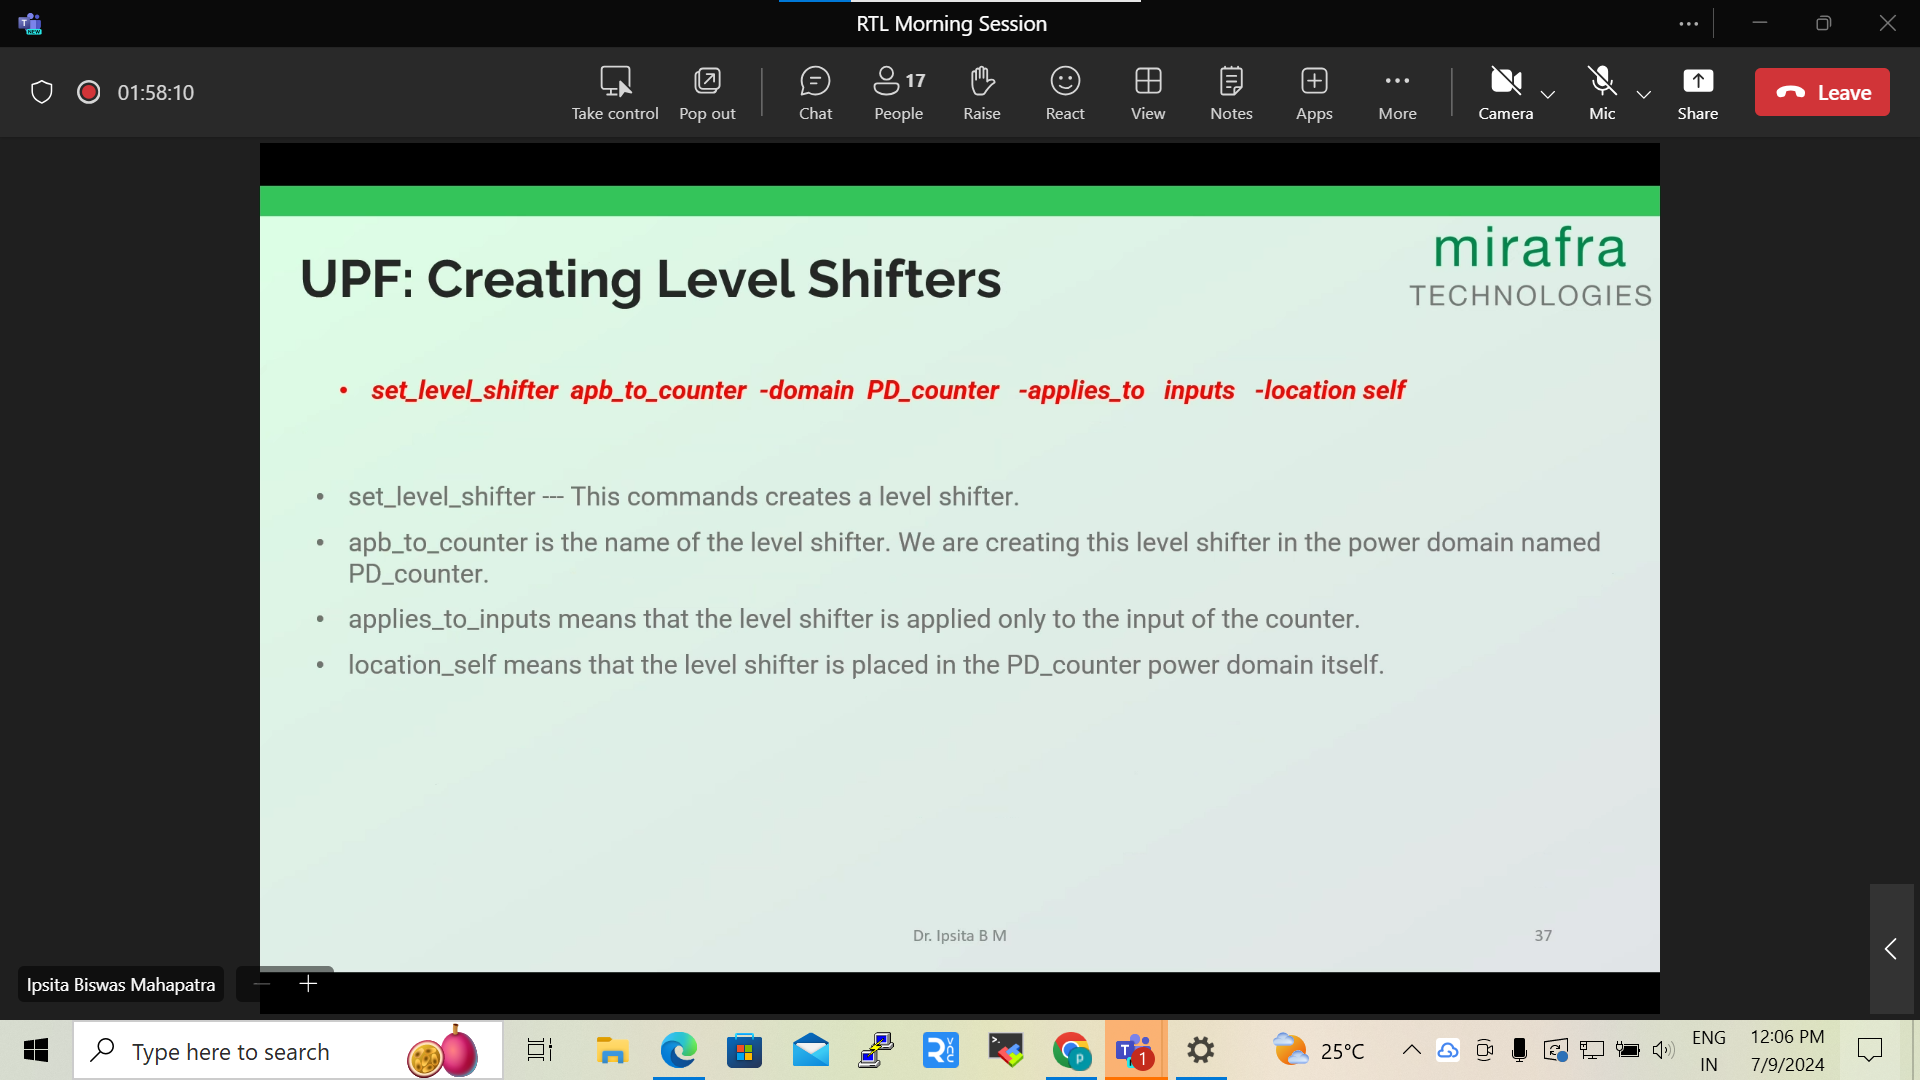 RTL Morning Session
01:58:10
Take control
Pop out
Chat
17
People
Raise
React
View
Notes
Apps
More
Camera
Mic
Share
Leave
mirafra
TECHNOLOGIES
UPF: Creating Level Shifters
• set_level_shifter apb_to_counter -domain PD_counter -applies_to inputs -location self
• set_level_shifter --- This commands creates a level shifter.
• apb_to_counter is the name of the level shifter. We are creating this level shifter in the power domain named
PD_counter.
• applies_to_inputs means that the level shifter is applied only to the input of the counter.
• location_self means that the level shifter is placed in the PD_counter power domain itself.
Dr. Ipsita B M
37
Ipsita Biswas Mahapatra
Type here to search
25°C
ENG
IN
12:06 PM
7/9/2024